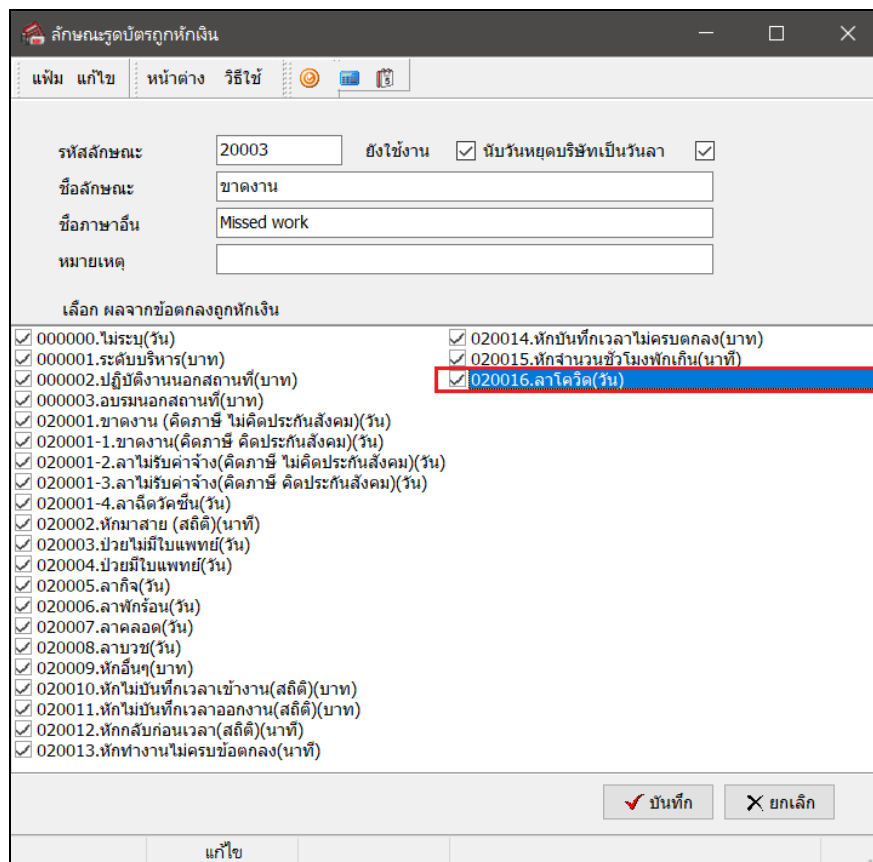 ลักษณะรูดบัตรถูกหักเงิน
แฟ้ม แก้ไข หน้าต่าง วิธีใช้
รหัสลักษณะ 20003 ยังใช้งาน นับวันหยุดบริษัทเป็นวันลา
ชื่อลักษณะ ขาดงาน
ชื่อภาษาอื่น Missed work
หมายเหตุ
เลือก ผลจากข้อตกลงถูกหักเงิน
000000.ไม่ระบุ(วัน)
000001.ระดับบริหาร(บาท)
000002.ปฏิบัติงานนอกสถานที่(บาท)
000003.อบรมนอกสถานที่(บาท)
020001.ขาดงาน (คิดภาษี ไม่คิดประกันสังคม)(วัน)
020001-1.ขาดงาน(คิดภาษี คิดประกันสังคม)(วัน)
020001-2.ลาไม่รับค่าจ้าง(คิดภาษี ไม่คิดประกันสังคม)(วัน)
020001-3.ลาไม่รับค่าจ้าง(คิดภาษี คิดประกันสังคม)(วัน)
020001-4.ลาฉีดวัคซีน(วัน)
020002.หักมาสาย (สถิติ)(นาที)
020003.ป่วยไม่มีใบแพทย์(วัน)
020004.ป่วยมีใบแพทย์(วัน)
020005.ลากิจ(วัน)
020006.ลาพักร้อน(วัน)
020007.ลาคลอด(วัน)
020008.ลาบวช(วัน)
020009.หักอื่นๆ(บาท)
020010.หักไม่บันทึกเวลาเข้างาน(สถิติ)(บาท)
020011.หักไม่บันทึกเวลาออกงาน(สถิติ)(บาท)
020012.หักกลับก่อนเวลา(สถิติ)(นาที)
020013.หักทำงานไม่ครบข้อตกลง(นาที)
020014.หักบันทึกเวลาไม่ครบตกลง(บาท)
020015.หักจำนวนชั่วโมงพักเกิน(นาที)
020016.ลาโควิด(วัน)
บันทึก ยกเลิก
แก้ไข